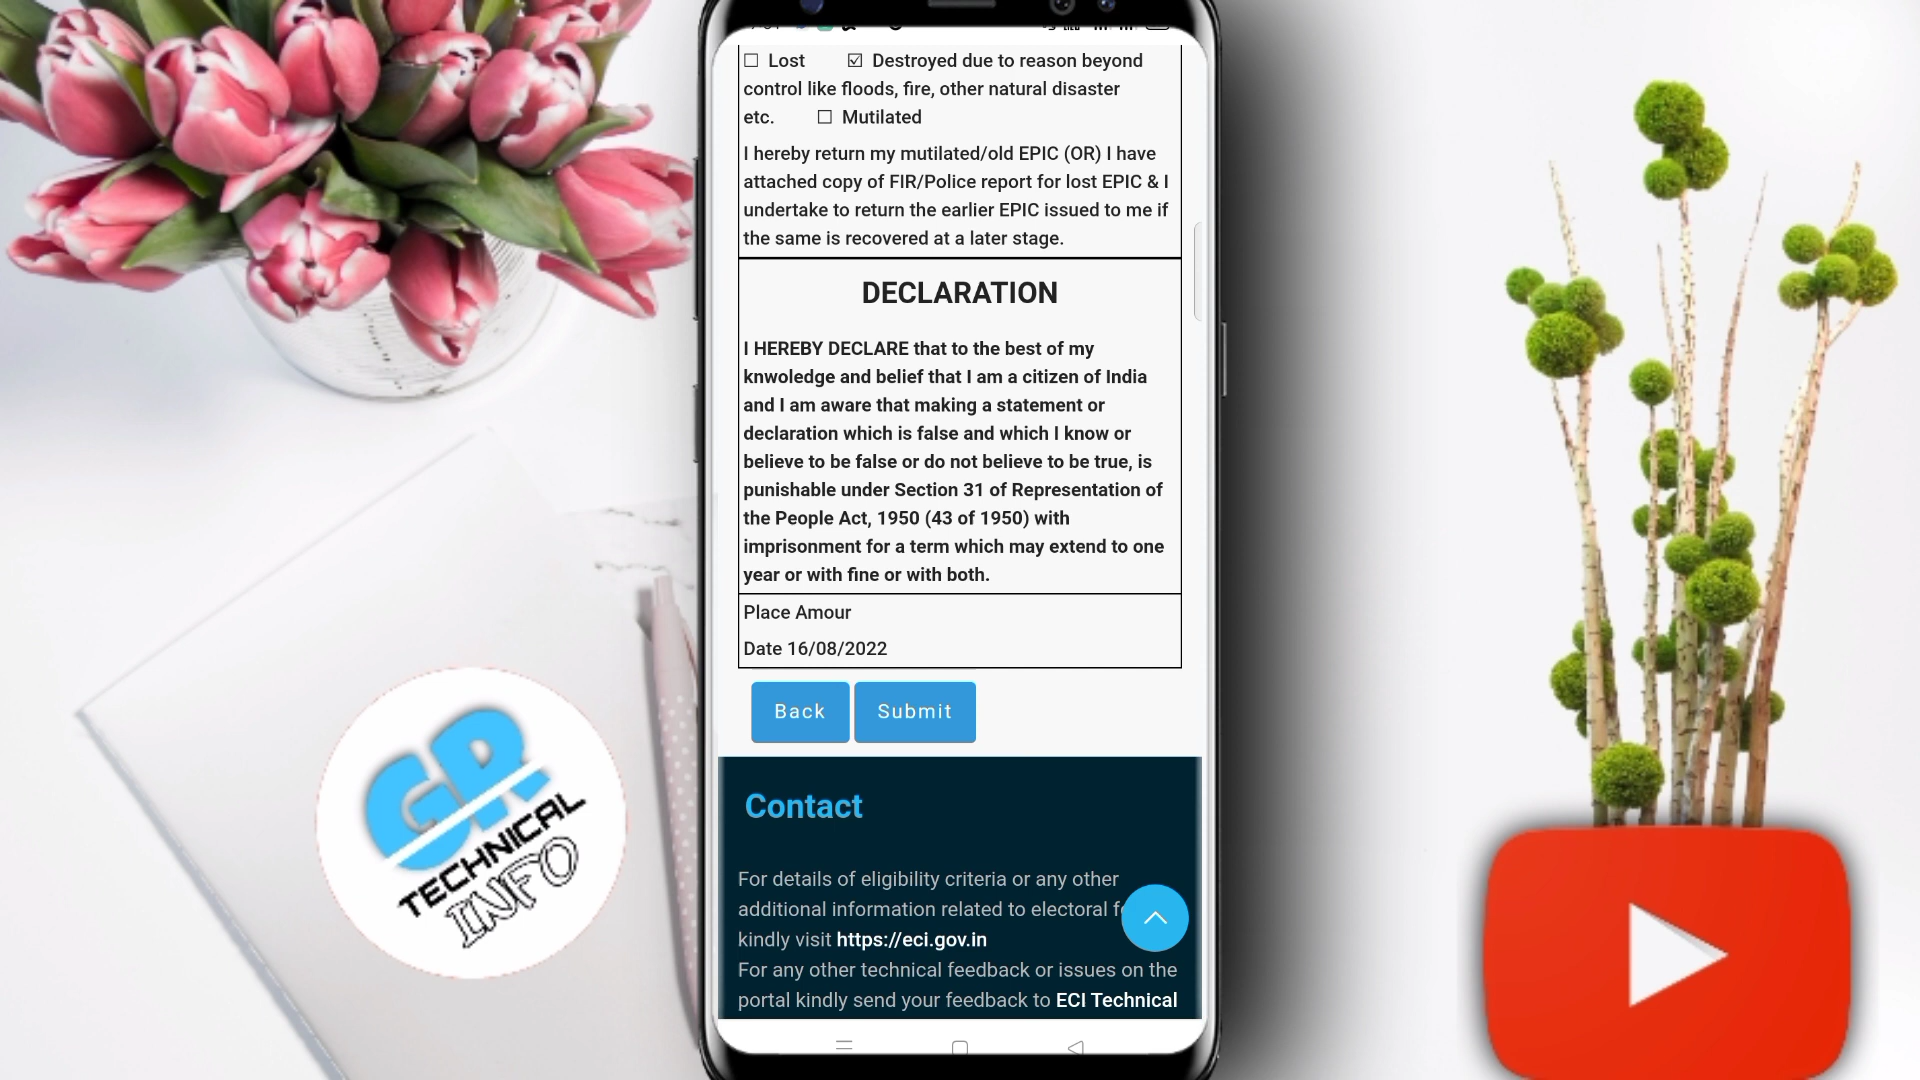 ☐ Lost ☑ Destroyed due to reason beyond
control like floods, fire, other natural disaster
etc. ☐ Mutilated
I hereby return my mutilated/old EPIC (OR) I have
attached copy of FIR/Police report for lost EPIC & I
undertake to return the earlier EPIC issued to me if
the same is recovered at a later stage.
DECLARATION
I HEREBY DECLARE that to the best of my
knwoledge and belief that I am a citizen of India
and I am aware that making a statement or
declaration which is false and which I know or
believe to be false or do not believe to be true, is
punishable under Section 31 of Representation of
the People Act, 1950 (43 of 1950) with
imprisonment for a term which may extend to one
year or with fine or with both.
Place Amour
Date 16/08/2022
Back Submit
Contact
For details of eligibility criteria or any other
additional information related to electoral
kindly visit https://eci.gov.in
For any other technical feedback or issues on the
portal kindly send your feedback to ECI Technical
GR
TECHNICAL
INFO